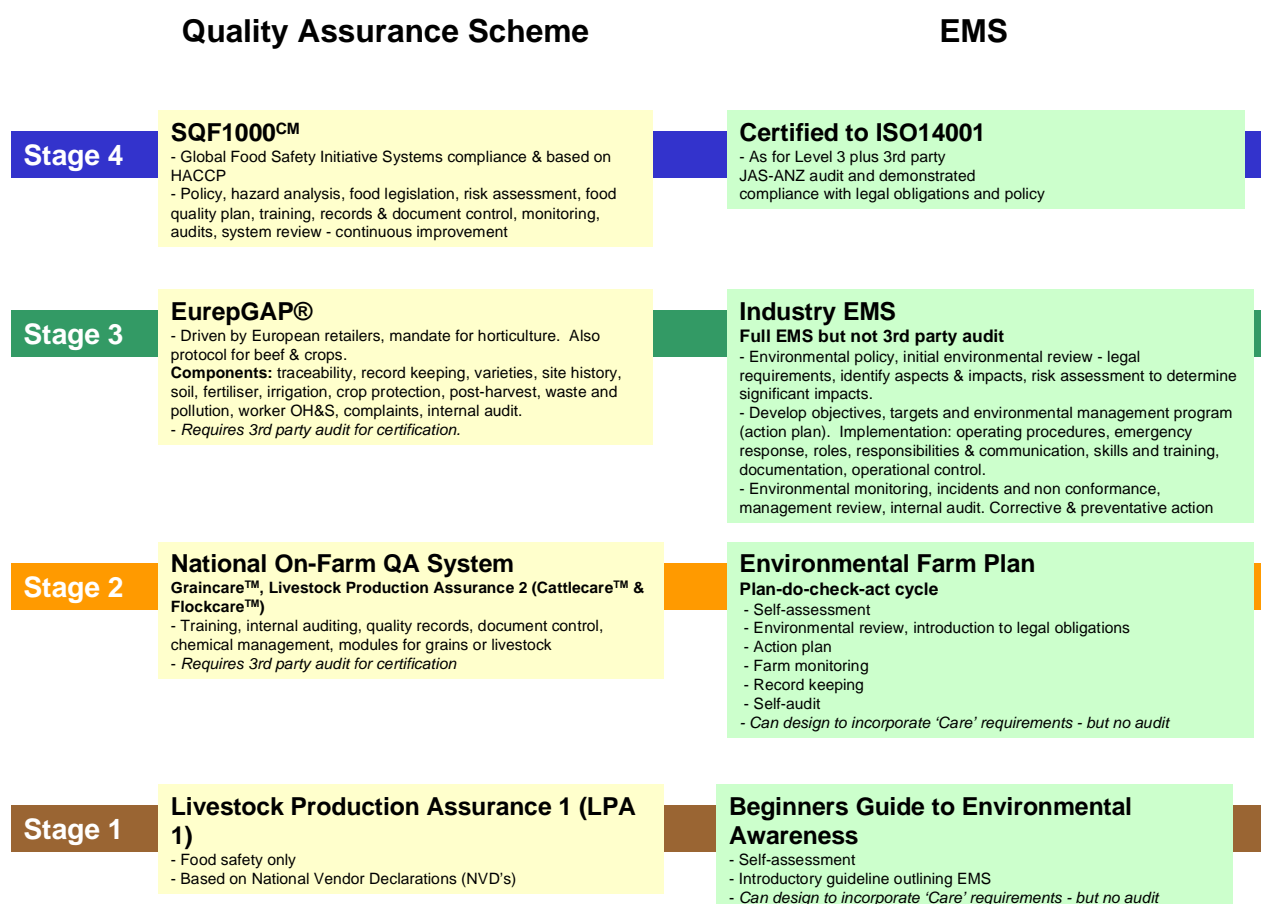 Quality Assurance Scheme
EMS
Stage 4
SQF1000CM
- Global Food Safety Initiative Systems compliance & based on
HACCP
- Policy, hazard analysis, food legislation, risk assessment, food
quality plan, training, records & document control, monitoring,
audits, system review - continuous improvement
Certified to ISO14001
- As for Level 3 plus 3rd party
JAS-ANZ audit and demonstrated
compliance with legal obligations and policy
Stage 3
EurepGAP®
- Driven by European retailers, mandate for horticulture. Also
protocol for beef & crops.
Components: traceability, record keeping, varieties, site history,
soil, fertiliser, irrigation, crop protection, post-harvest, waste and
pollution, worker OH&S, complaints, internal audit.
- Requires 3rd party audit for certification.
Industry EMS
Full EMS but not 3rd party audit
- Environmental policy, initial environmental review - legal
requirements, identify aspects & impacts, risk assessment to determine
significant impacts.
- Develop objectives, targets and environmental management program
(action plan). Implementation: operating procedures, emergency
response, roles, responsibilities & communication, skills and training,
documentation, operational control.
- Environmental monitoring, incidents and non conformance,
management review, internal audit. Corrective & preventative action
Stage 2
National On-Farm QA System
Graincare™, Livestock Production Assurance 2 (Cattlecare™ &
Flockcare™)
- Training, internal auditing, quality records, document control,
chemical management, modules for grains or livestock
- Requires 3rd party audit for certification
Environmental Farm Plan
Plan-do-check-act cycle
- Self-assessment
- Environmental review, introduction to legal obligations
- Action plan
- Farm monitoring
- Record keeping
- Self-audit
- Can design to incorporate ‘Care’ requirements - but no audit
Stage 1
Livestock Production Assurance 1 (LPA
1)
- Food safety only
- Based on National Vendor Declarations (NVD's)
Beginners Guide to Environmental
Awareness
- Self-assessment
- Introductory guideline outlining EMS
- Can design to incorporate ‘Care’ requirements - but no audit